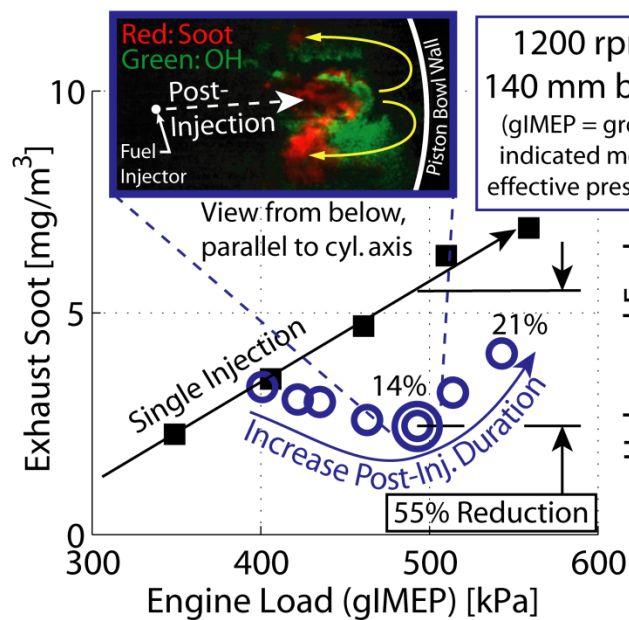 Red: Soot
Green: OH
Post-
Injection
Fuel
Injector
Piston Bowl Wall
1200 rp
140 mm b
(gIMEP = gr
indicated m
effective pres
View from below,
parallel to cyl. axis
Exhaust Soot [mg/m³]
10
5
0
Single Injection
14%
21%
Increase Post-Inj. Duration
55% Reduction
300
400
500
600
Engine Load (gIMEP) [kPa]